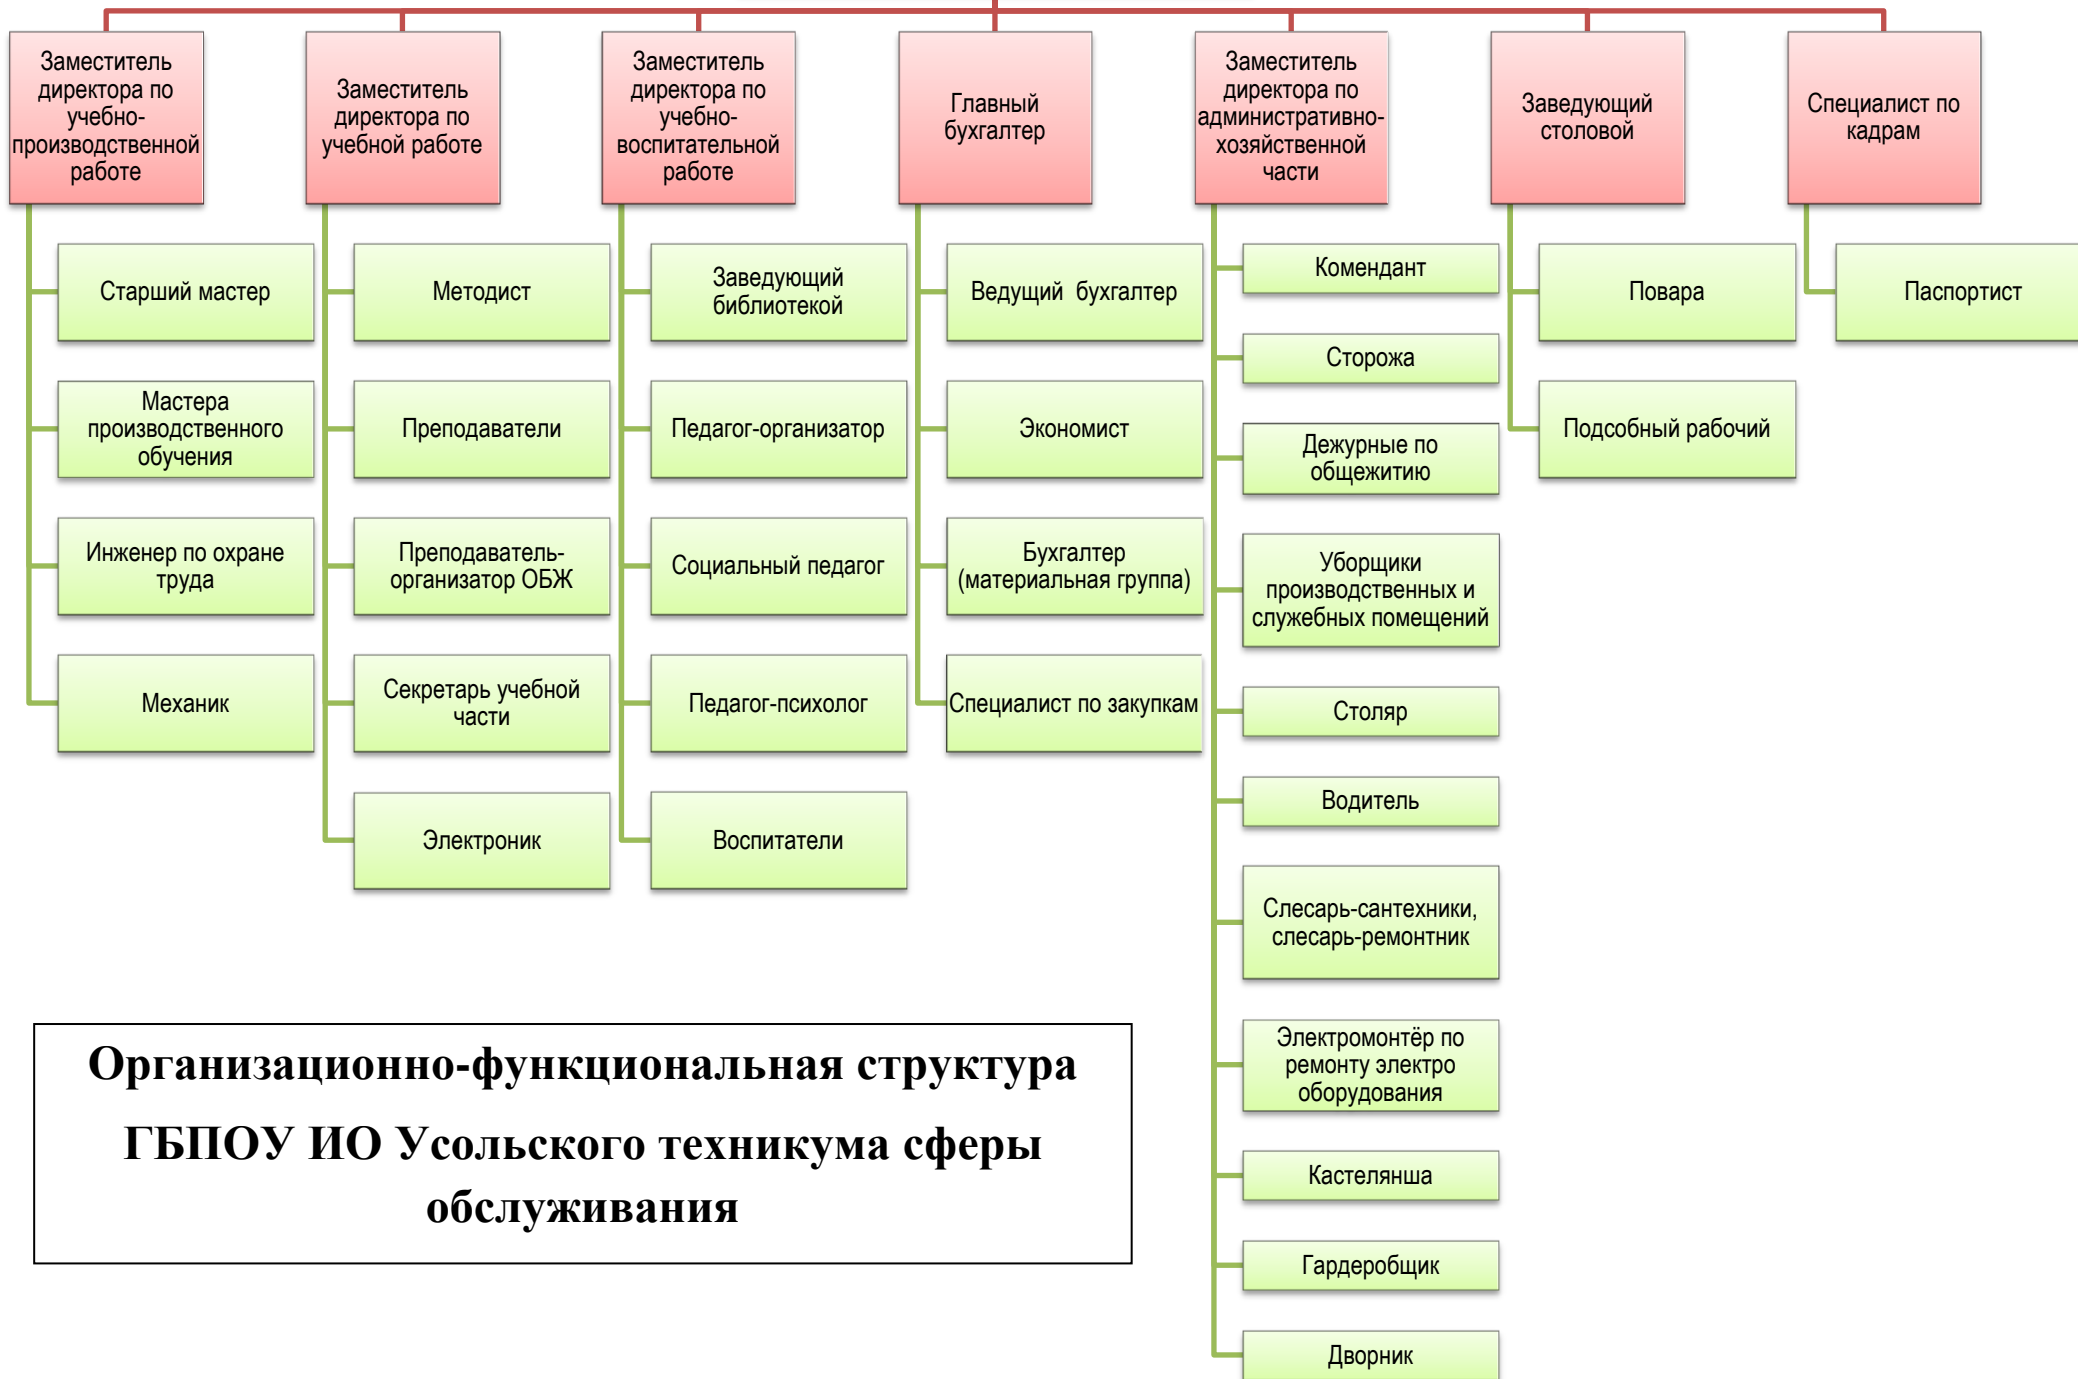 Заместитель
директора по
учебно-
производственной
работе
Заместитель
директора по
учебной работе
Заместитель
директора по
учебно-
воспитательной
работе
Главный
бухгалтер
Заместитель
директора по
административно-
хозяйственной
части
Заведующий
столовой
Специалист по
кадрам
Старший мастер
Мастера
производственного
обучения
Инженер по охране
труда
Механик
Методист
Преподаватели
Преподаватель-
организатор ОБЖ
Секретарь учебной
части
Электроник
Заведующий
библиотекой
Педагог-организатор
Социальный педагог
Педагог-психолог
Воспитатели
Ведущий  бухгалтер
Экономист
Бухгалтер
(материальная группа)
Специалист по закупкам
Комендант
Сторожа
Дежурные по
общежитию
Уборщики
производственных и
служебных помещений
Столяр
Водитель
Слесарь-сантехники,
слесарь-ремонтник
Электромонтёр по
ремонту электро
оборудования
Кастелянша
Гардеробщик
Дворник
Повара
Подсобный рабочий
Паспортист
Организационно-функциональная структура
ГБПОУ ИО Усольского техникума сферы
обслуживания